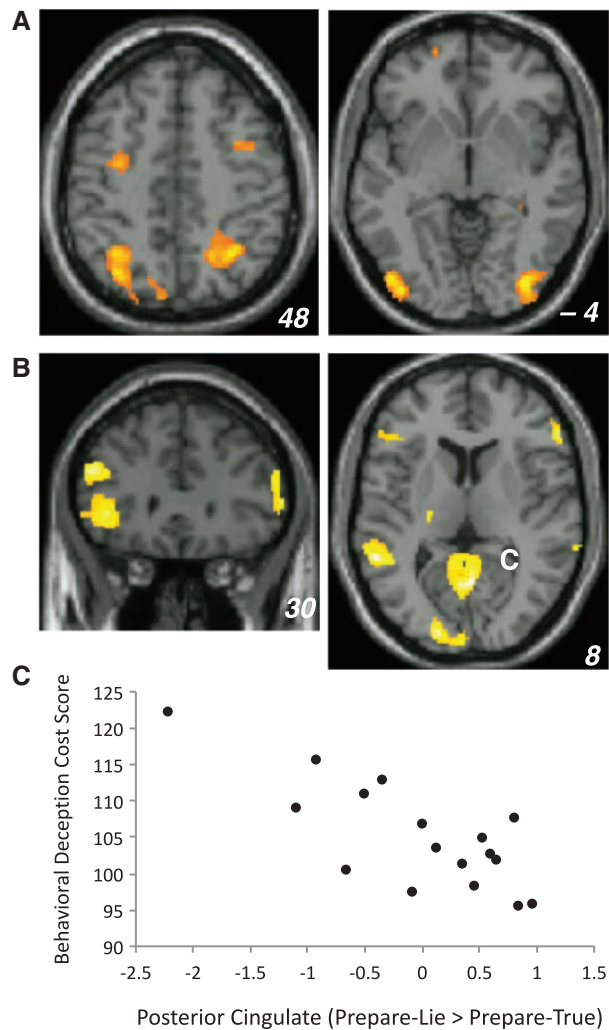 A
48
– 4
B
30
C
8
C
Behavioral Deception Cost Score
125
120
115
110
105
100
95
90
-2.5 -2 -1.5 -1 -0.5 0 0.5 1 1.5
Posterior Cingulate (Prepare-Lie > Prepare-True)